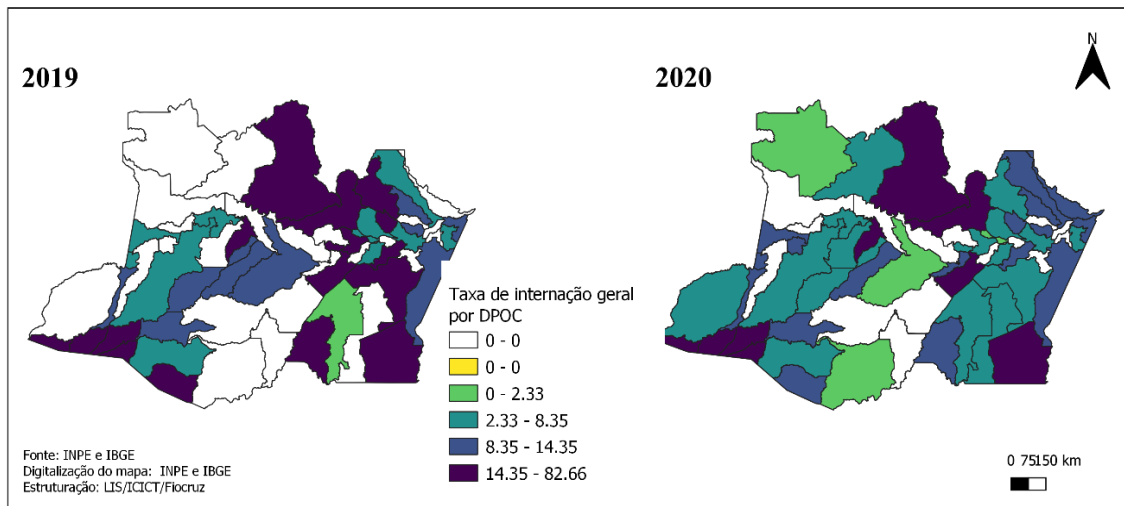 2019
2020
N
Taxa de internação geral
por DPOC
0 - 0
0 - 0
0 - 2.33
2.33 - 8.35
8.35 - 14.35
14.35 - 82.66
Fonte: INPE e IBGE
Digitalização do mapa: INPE e IBGE
Estruturação: LIS/ICICT/Fiocruz
0 75150 km